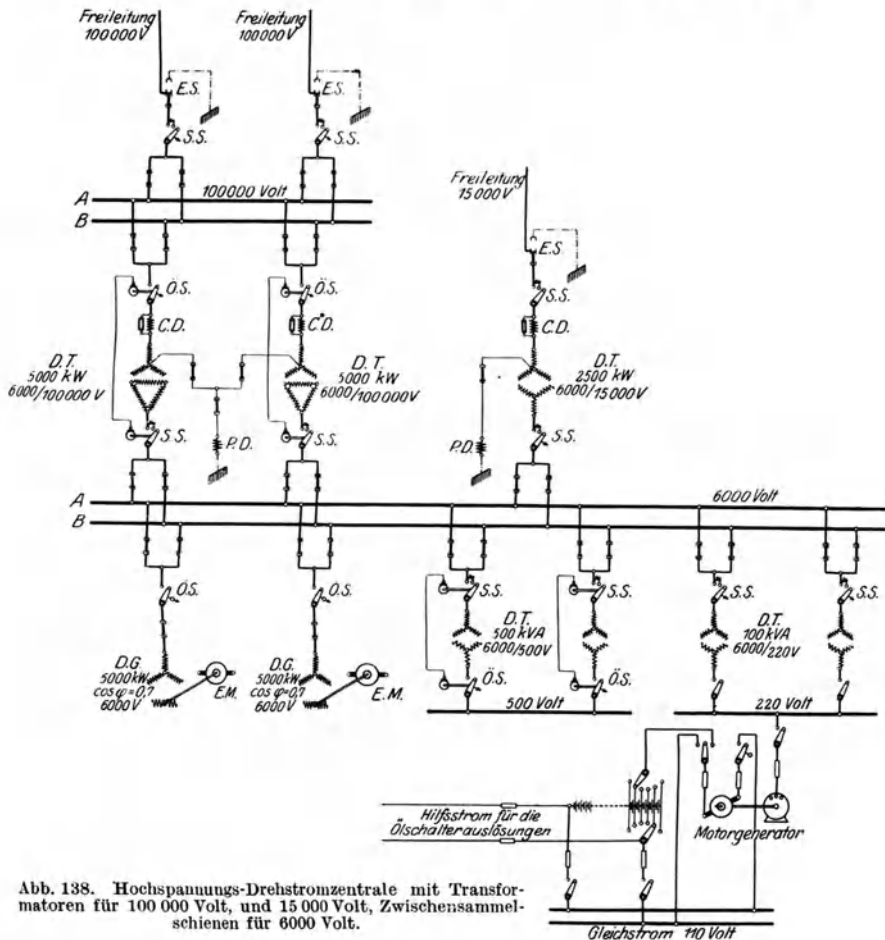 Freileitung
100000V
Freileitung
100000V
E.S.
E.S.
S.S.
S.S.
100000 Volt
A
B
Freileitung
15000V
E.S.
S.S.
Ö.S.
Ö.S.
C.D.
C.D.
C.D.
D.T.
5000 kW
6000/100000V
D.T.
5000 kW
6000/100000V
D.T.
2500 kW
6000/15000V
S.S.
S.S.
P.D.
P.D.
S.S.
A
B
6000 Volt
Ö.S.
Ö.S.
S.S.
S.S.
S.S.
S.S.
D.T.
500 kVA
6000/500V
D.T.
100 kVA
6000/220V
D.G.
5000kW
cos φ=0,7
6000V
E.M.
D.G.
5000kW
cos φ=0,7
6000V
E.M.
Ö.S.
Ö.S.
500 Volt
220 Volt
Hilfsstrom für die
Ölschalterauslösungen
Motorgenerator
Gleichstrom 110 Volt
Abb. 138. Hochspannungs-Drehstromzentrale mit Transfor-
matoren für 100 000 Volt, und 15 000 Volt, Zwischensammel-
schienen für 6000 Volt.